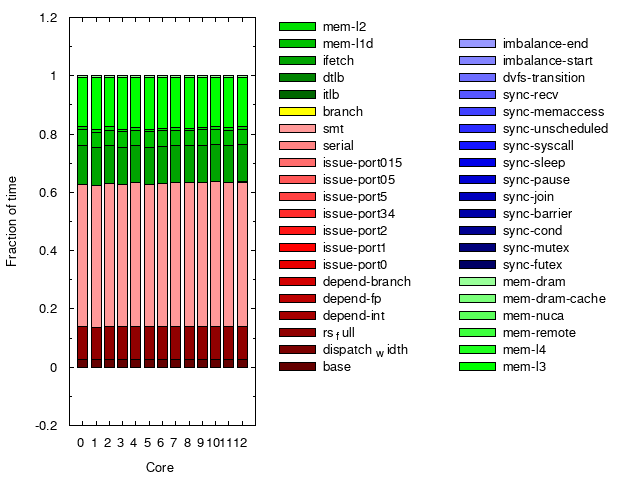 1.2
1
0.8
0.6
0.4
0.2
0
-0.2
Fraction of time
0 1 2 3 4 5 6 7 8 9 10 11 12
Core
mem-l2
mem-l1d
ifetch
dtlb
itlb
branch
smt
serial
issue-port015
issue-port05
issue-port5
issue-port34
issue-port2
issue-port1
issue-port0
depend-branch
depend-fp
depend-int
rsfull
dispatchwidth
base
imbalance-end
imbalance-start
dvfs-transition
sync-recv
sync-memaccess
sync-unscheduled
sync-syscall
sync-sleep
sync-pause
sync-join
sync-barrier
sync-cond
sync-mutex
sync-futex
mem-dram
mem-dram-cache
mem-nuca
mem-remote
mem-l4
mem-l3